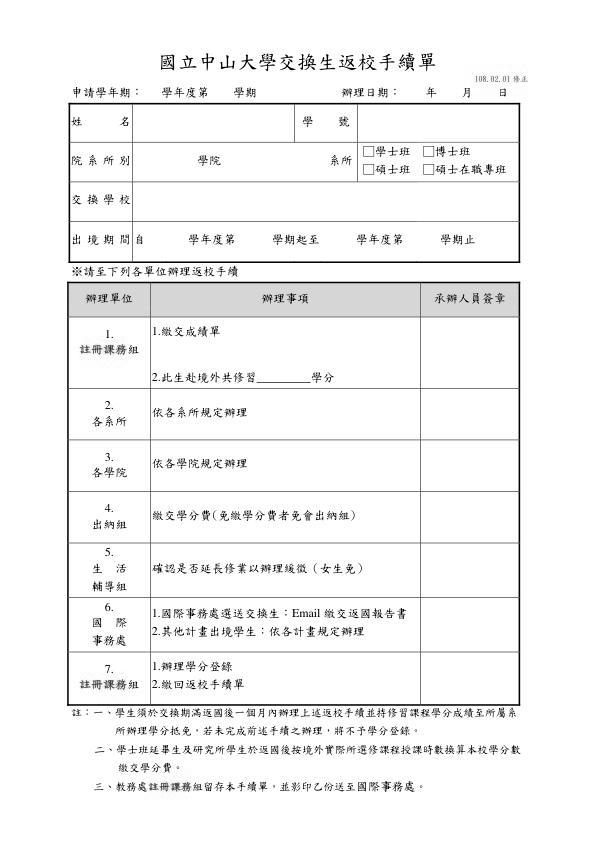 國立中山大學交換生返校手續單
108.02.01修正
申請學年期： 學年度第 學期 辦理日期： 年 月 日
姓 名 學 號
院系所別 學院 系所 □學士班 □博士班
□碩士班 □碩士在職專班
交換學校
出境期間 自 學年度第 學期起至 學年度第 學期止
※請至下列各單位辦理返校手續
辦理單位 辦理事項 承辦人員簽章
1.
註冊課務組
1.繳交成績單
2.此生赴境外共修習_________學分
2.
各系所
依各系所規定辦理
3.
各學院
依各學院規定辦理
4.
出納組
繳交學分費(免繳學分費者免會出納組)
5.
生 活
輔導組
確認是否延長修業以辦理緩徵（女生免）
6.
國 際
事務處
1.國際事務處選送交換生：Email 繳交返國報告書
2.其他計畫出境學生：依各計畫規定辦理
7.
註冊課務組
1.辦理學分登錄
2.繳回返校手續單
註：一、學生須於交換期滿返國後一個月內辦理上述返校手續並持修習課程學分成績至所屬系
所辦理學分抵免，若未完成前述手續之辦理，將不予學分登錄。
二、學士班延畢生及研究所學生於返國後按境外實際所選修課程授課時數換算本校學分數
繳交學分費。
三、教務處註冊課務組留存本手續單，並影印乙份送至國際事務處。